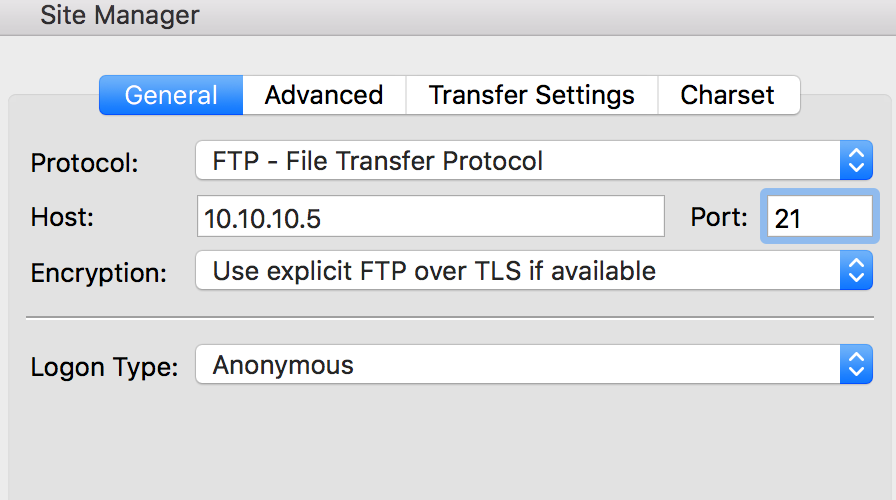 Site Manager
General Advanced Transfer Settings Charset
Protocol: FTP - File Transfer Protocol
Host: 10.10.10.5 Port: 21
Encryption: Use explicit FTP over TLS if available
Logon Type: Anonymous